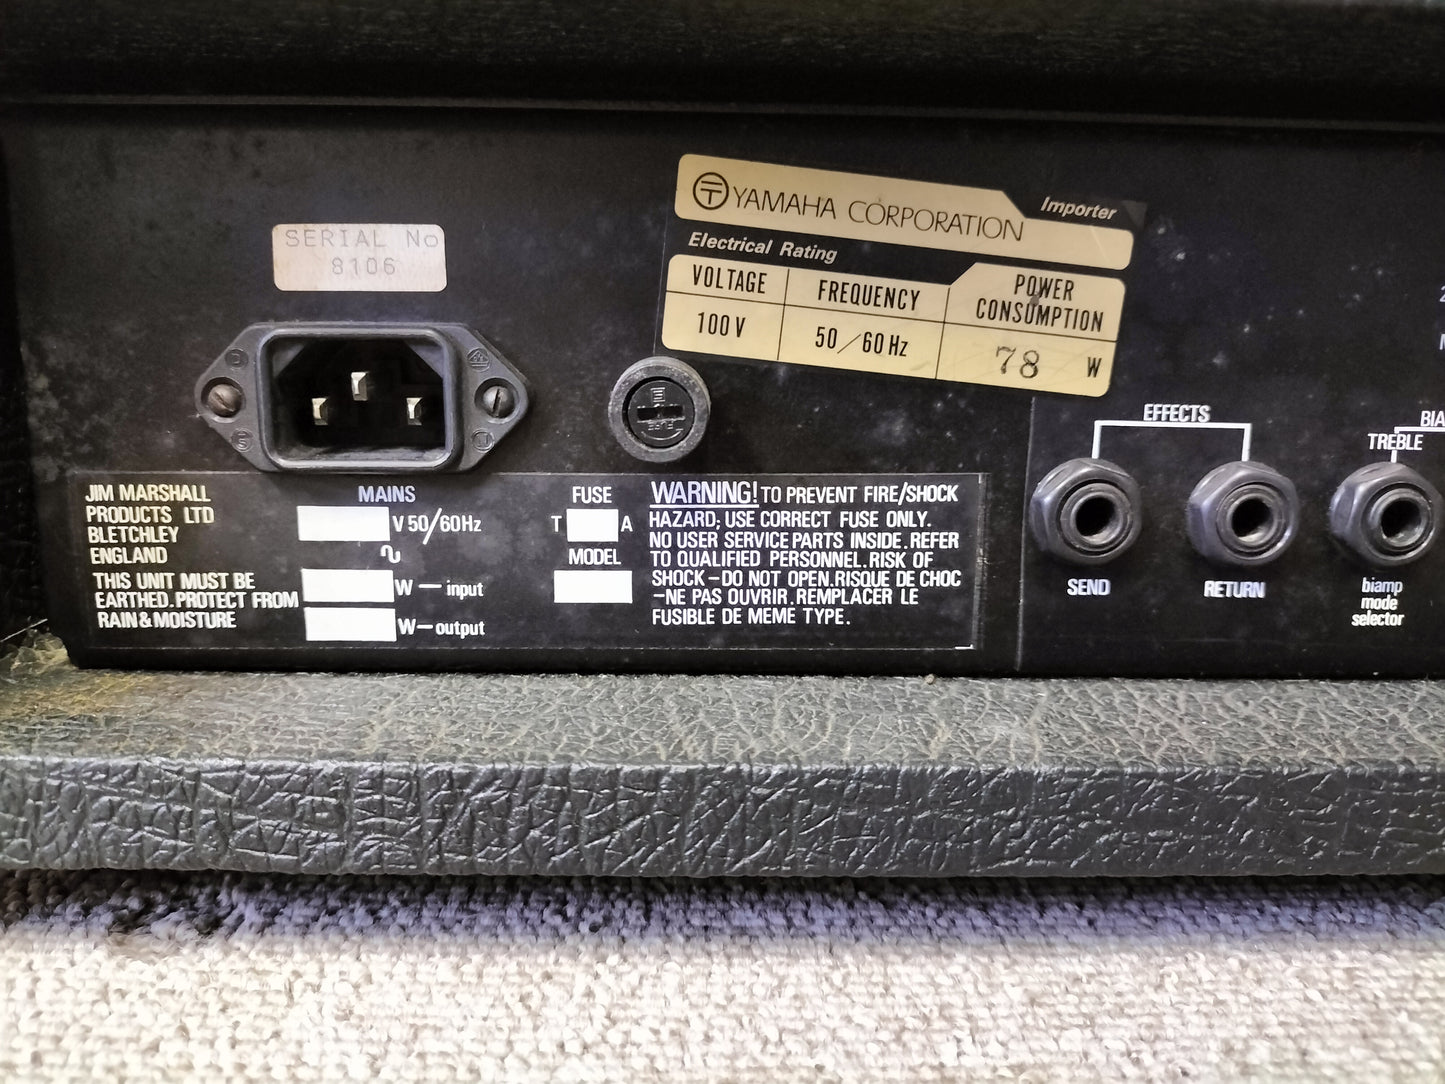 YAMAHA CORPORATION
Importer
Electrical Rating
VOLTAGE
FREQUENCY
POWER
CONSUMPTION
100 V
50/60 Hz
78 W
SERIAL No
8106
JIM MARSHALL
PRODUCTS LTD
BLETCHLEY
ENGLAND
THIS UNIT MUST BE
EARTHED. PROTECT FROM
RAIN & MOISTURE
MAINS
V 50/60Hz
W — input
W — output
FUSE
T A
MODEL
WARNING! TO PREVENT FIRE/SHOCK
HAZARD; USE CORRECT FUSE ONLY.
NO USER SERVICE PARTS INSIDE. REFER
TO QUALIFIED PERSONNEL. RISK OF
SHOCK – DO NOT OPEN. RISQUE DE CHOC
– NE PAS OUVRIR. REMPLACER LE
FUSIBLE DE MEME TYPE.
EFFECTS
SEND
RETURN
TREBLE
biamp
mode
selector